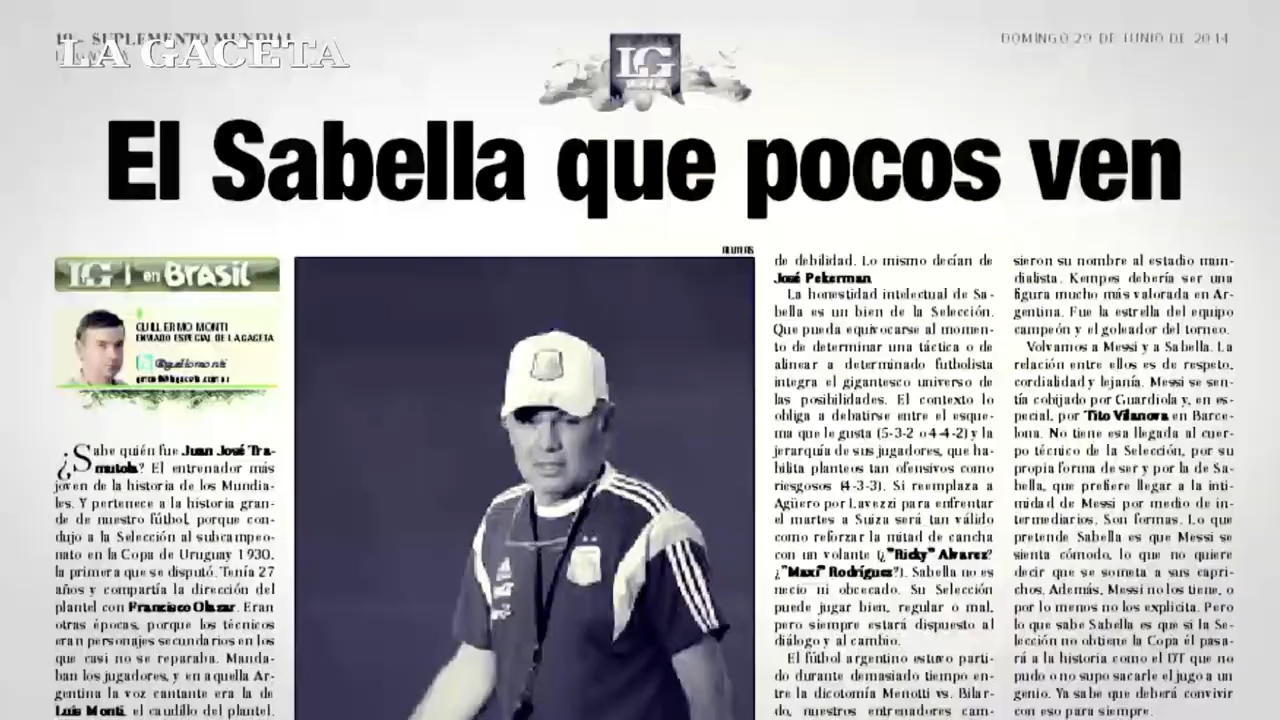 10 - SUPLEMENTO MUNDIAL
LA GACETA
LG
DOMINGO 29 DE JUNIO DE 2014
El Sabella que pocos ven
LG | en Brasil
GUILLERMO MONTI
ENVIADO ESPECIAL DE LA GACETA
¿Sabe quién fue Juan José Tra-
mutola? El entrenador más
joven de la historia de los Mundia-
les. Y pertenece a la historia gran-
de de nuestro fútbol, porque con-
dujo a la Selección al subcampeo-
nato en la Copa de Uruguay 1930,
la primera que se disputó. Tenía 27
años y compartía la dirección del
plantel con Francisco Olazar. Eran
otras épocas, porque los técnicos
eran personajes secundarios en los
que casi no se reparaba. Manda-
ban los jugadores, y en aquella Ar-
gentina la voz cantante era la de
Luis Monti, el caudillo del plantel.
REUTERS
de debilidad. Lo mismo decían de
José Pekerman.
La honestidad intelectual de Sa-
bella es un bien de la Selección.
Que pueda equivocarse al momen-
to de determinar una táctica o de
alinear a determinado futbolista
integra el gigantesco universo de
las posibilidades. El contexto lo
obliga a debatirse entre el esque-
ma que le gusta (5-3-2 o 4-4-2) y la
jerarquía de sus jugadores, que ha-
bilita planteos tan ofensivos como
riesgosos (4-3-3). Si reemplaza a
Agüero por Lavezzi para enfrentar
el martes a Suiza será tan válido
como reforzar la mitad de cancha
con un volante (¿"Ricky" Alvarez?
¿"Maxi" Rodríguez?). Sabella no es
necio ni obcecado. Su Selección
puede jugar bien, regular o mal,
pero siempre estará dispuesto al
diálogo y al cambio.
El fútbol argentino estuvo parti-
do durante demasiado tiempo en-
tre la dicotomía Menotti vs. Bilar-
do, nuestros entrenadores cam-
sieron su nombre al estadio mun-
dialista. Kempes debería ser una
figura mucho más valorada en Ar-
gentina. Fue la estrella del equipo
campeón y el goleador del torneo.
Volvamos a Messi y a Sabella. La
relación entre ellos es de respeto,
cordialidad y lejanía. Messi se sen-
tía cobijado por Guardiola y, en es-
pecial, por Tito Vilanova en Barce-
lona. No tiene esa llegada al cuer-
po técnico de la Selección, por su
propia forma de ser y por la de Sa-
bella, que prefiere llegar a la inti-
midad de Messi por medio de in-
termediarios. Son formas. Lo que
pretende Sabella es que Messi se
sienta cómodo, lo que no quiere
decir que se someta a sus capri-
chos. Además, Messi no los tiene, o
por lo menos no los explicita. Pero
lo que sabe Sabella es que si la Se-
lección no obtiene la Copa él pasa-
rá a la historia como el DT que no
pudo o no supo sacarle el jugo a un
genio. Ya sabe que deberá convivir
con eso para siempre.